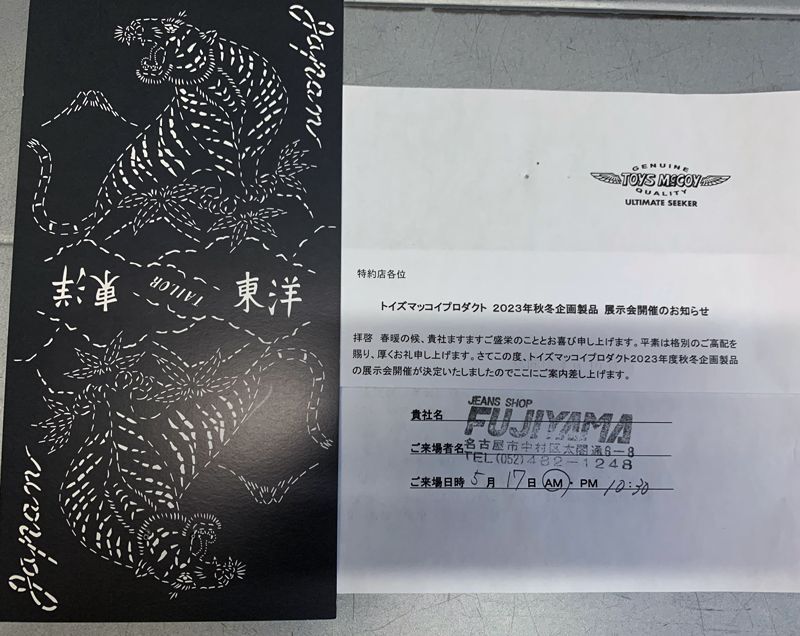 Japan
東洋
TAILOR
東洋
Japan
GENUINE
TOYS McCOY
QUALITY
ULTIMATE SEEKER
特約店各位
トイズマッコイプロダクト 2023年秋冬企画製品 展示会開催のお知らせ
拝啓 春暖の候、貴社ますますご盛栄のこととお喜び申し上げます。平素は格別のご高配を
賜り、厚くお礼申し上げます。さてこの度、トイズマッコイプロダクト2023年度秋冬企画製品
の展示会開催が決定いたしましたのでここにご案内差し上げます。
JEANS SHOP
貴社名 FUJIYAMA
ご来場者名 名古屋市中村区太閤通6-8
TEL(052)482-1248
ご来場日時 5月 17日 AM・PM 10:30